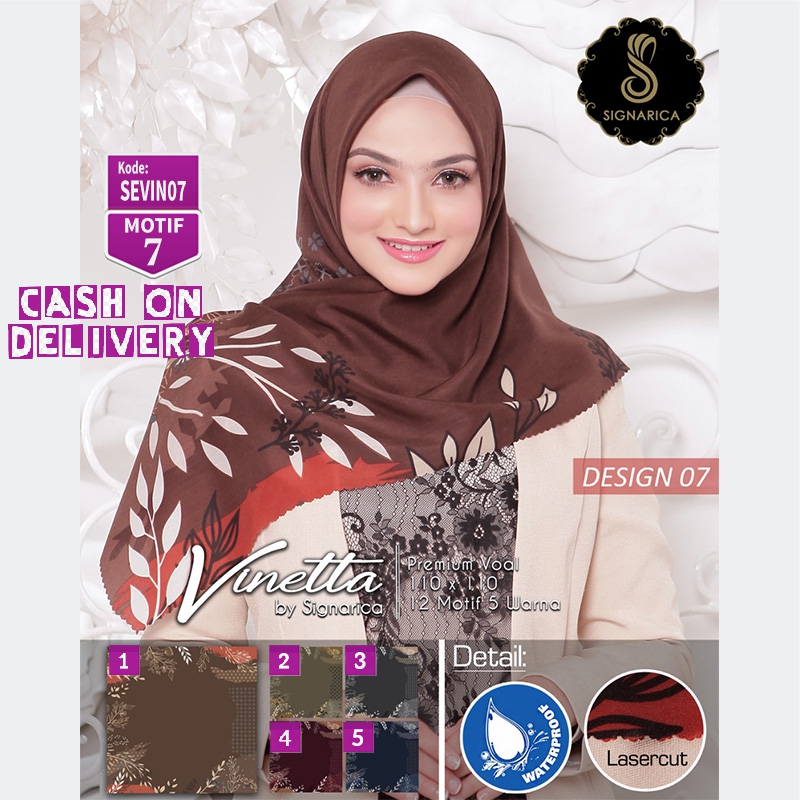 SIGNARICA
Kode:
SEVIN07
MOTIF
7
CASH ON
DELIVERY
DESIGN 07
Vinetta
by Signarica
Premium Voal
110 x 110
12 Motif 5 Warna
1
2
3
4
5
Detail:
WATERPROOF
Lasercut